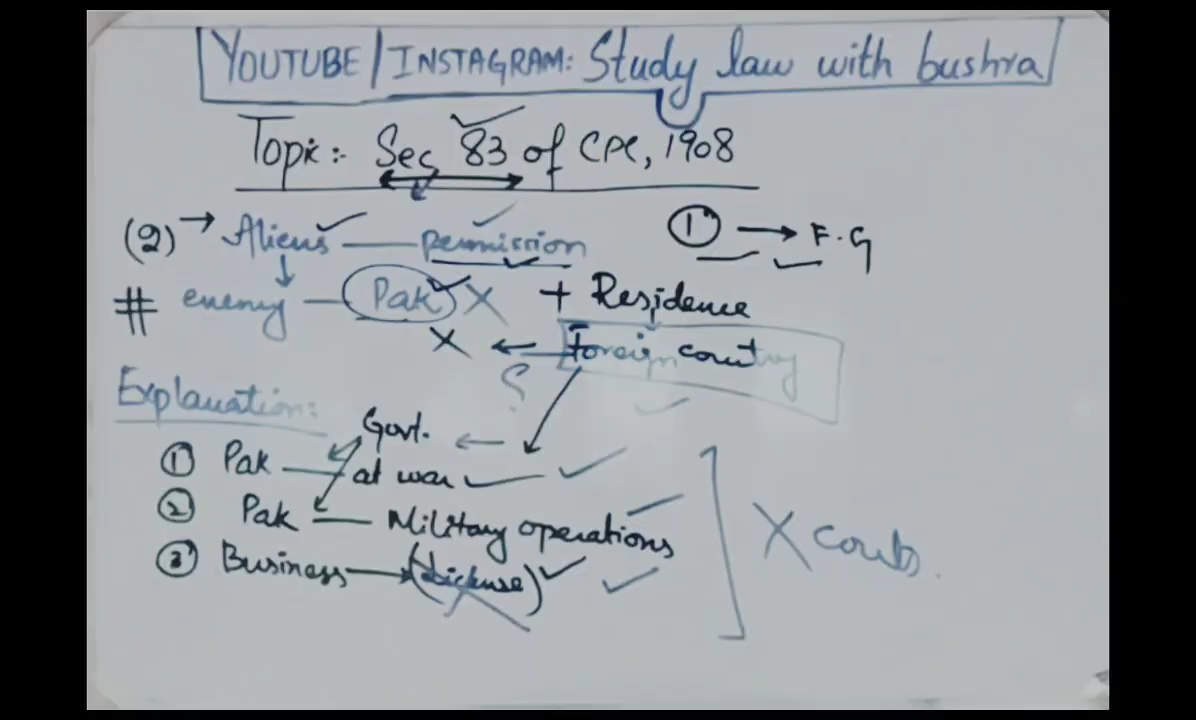 YOUTUBE/INSTAGRAM: Study law with bushra
Topic:- Sec 83 of CPC, 1908
(2) → Aliens — permission
① → F.G
# enemy — Pak X + Residence
X ← Foreign country
?
Explanation:
Govt. ←
① Pak — at war
② Pak — Military operations
③ Business → (License)
X courts.